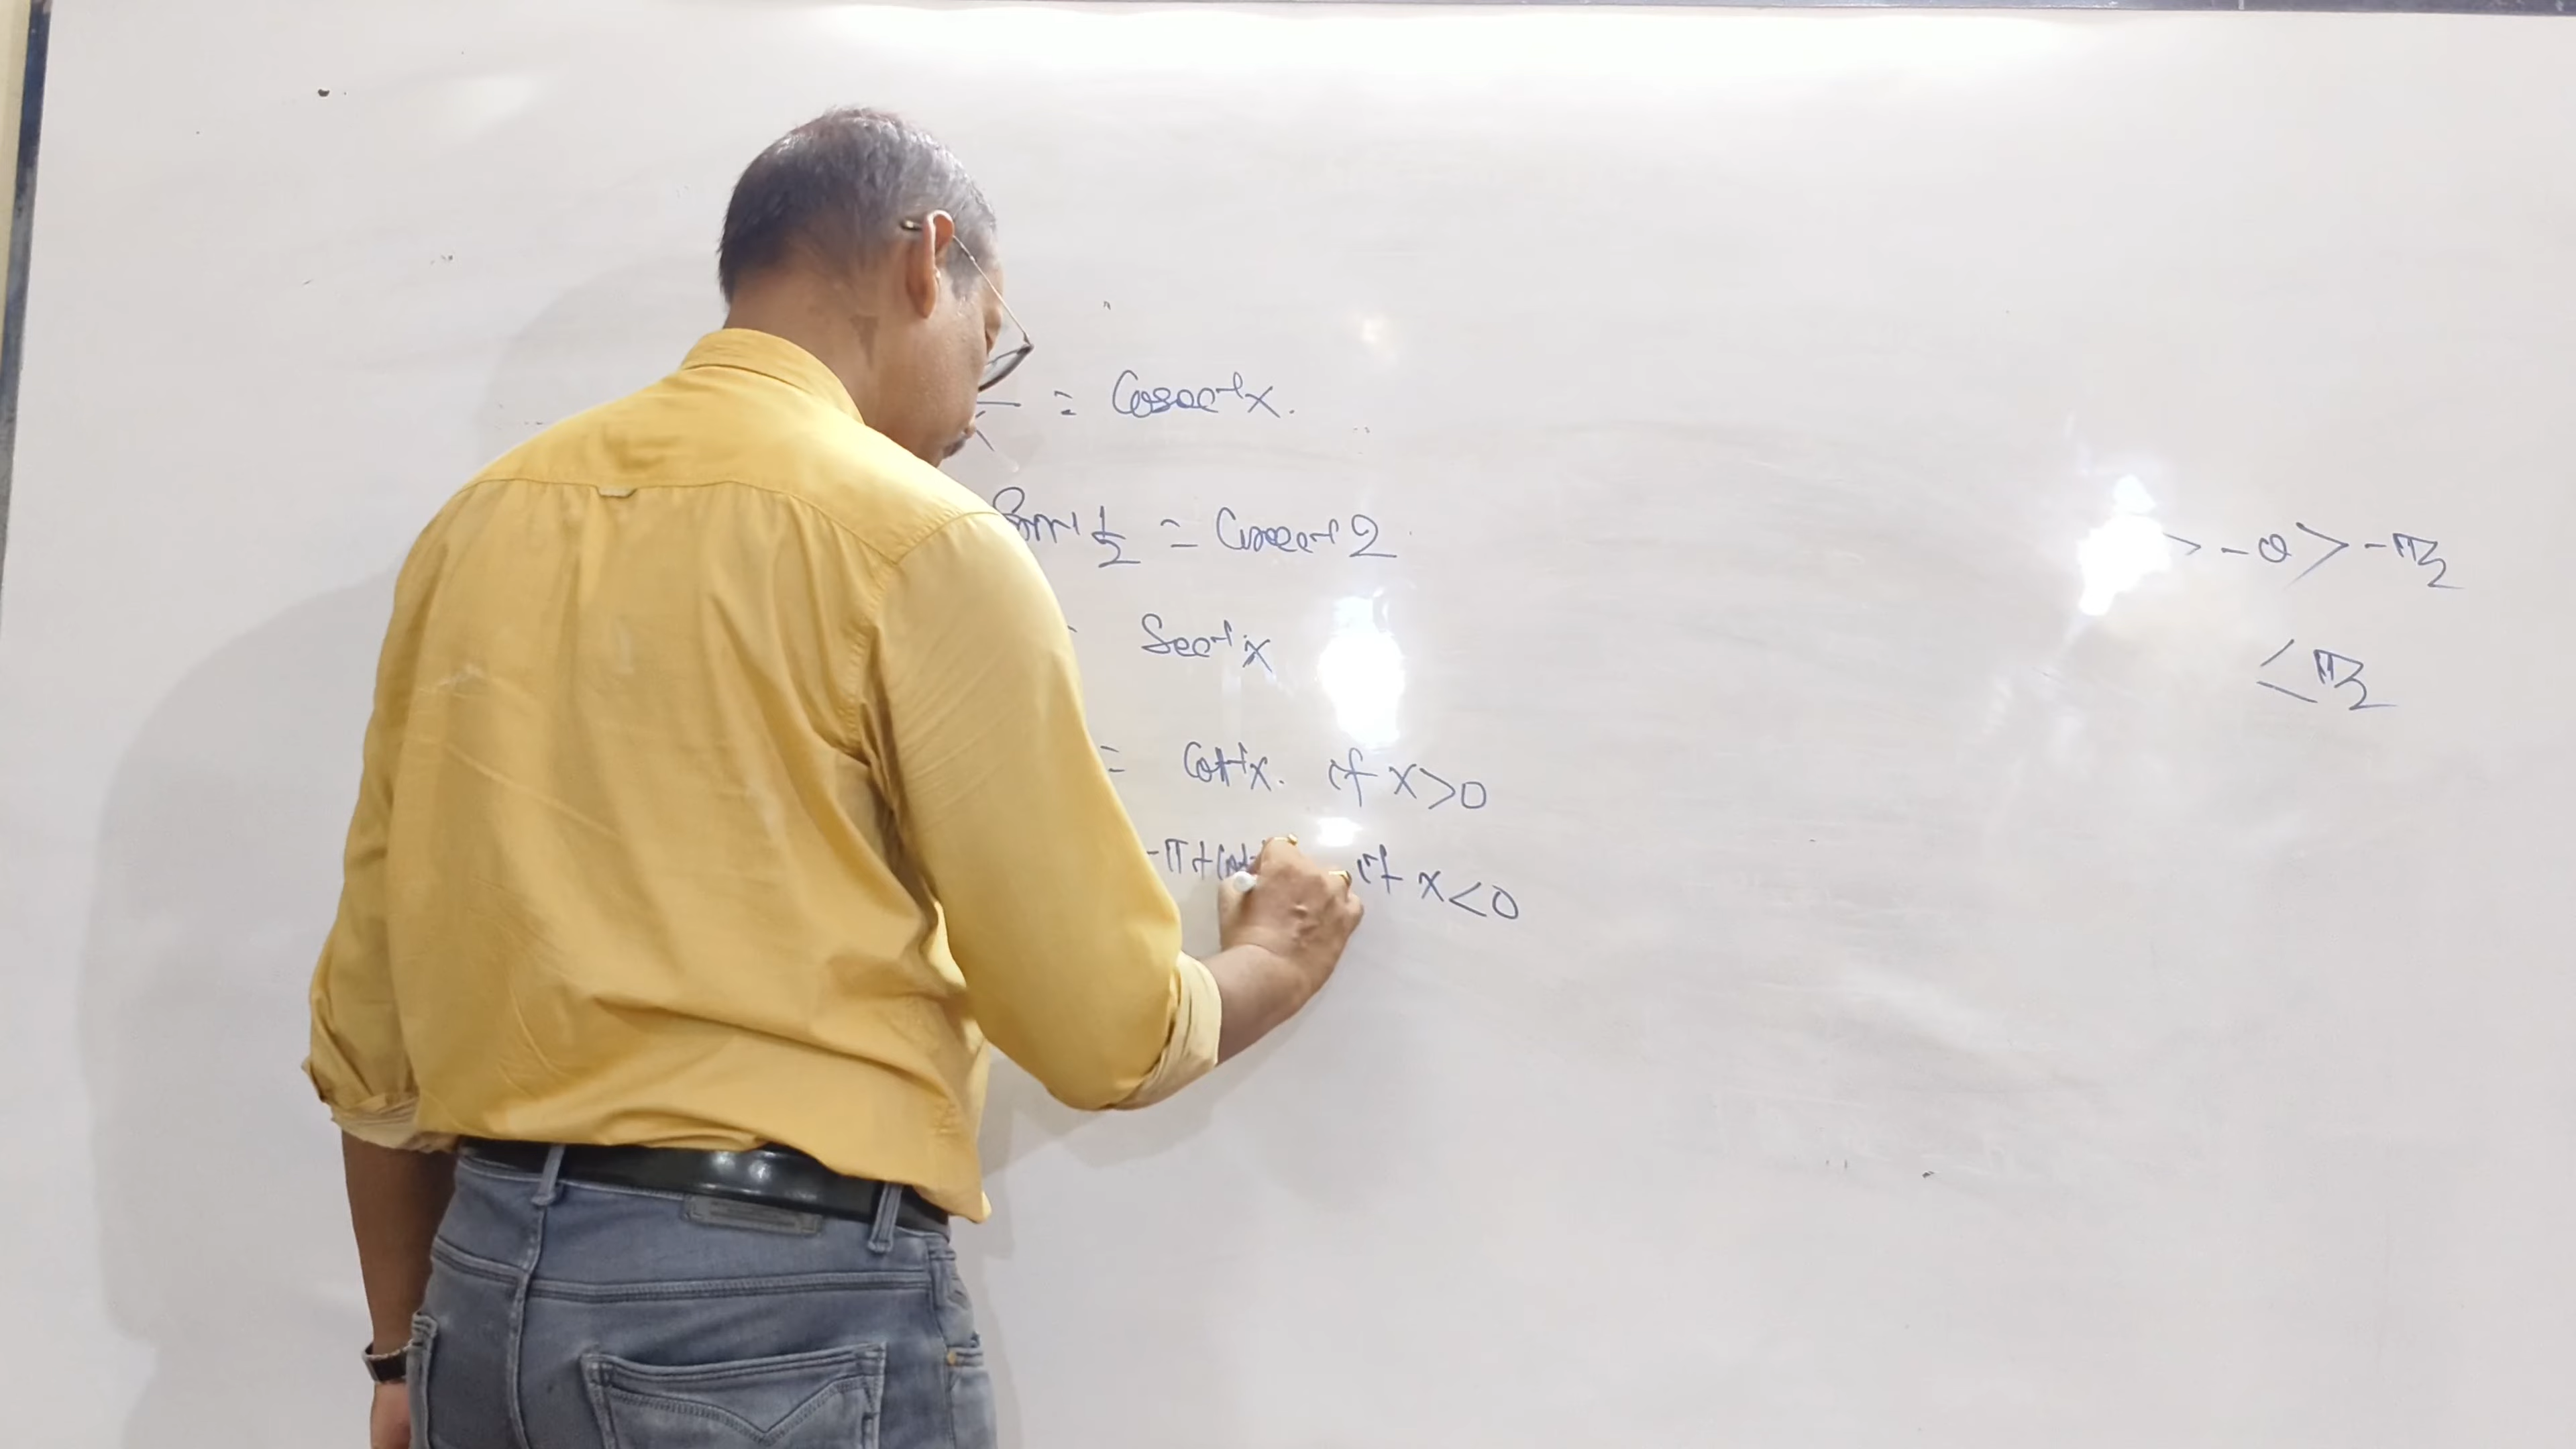 = Cosec⁻¹x.
Sin⁻¹ 1/2 = Cosec⁻¹ 2
Sec⁻¹x
= Cot⁻¹x. if x>0
-π+Cot if x<0
> -θ > -π/2
< π/2